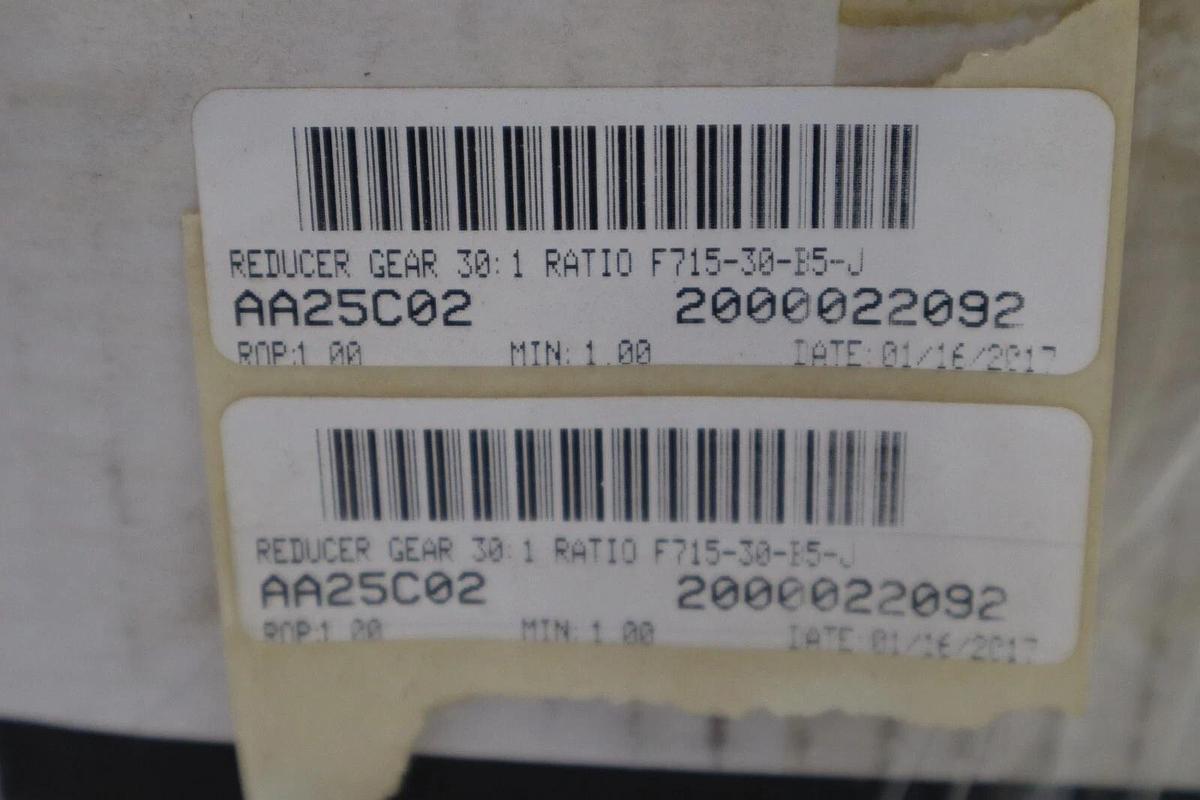 REDUCER GEAR 30:1 RATIO F715-30-B5-J
AA25C02 2000022092
ROP:1.00 MIN: 1.00 DATE:01/16/2017
REDUCER GEAR 30:1 RATIO F715-30-B5-J
AA25C02 2000022092
ROP:1.00 MIN: 1.00 DATE:01/16/2017